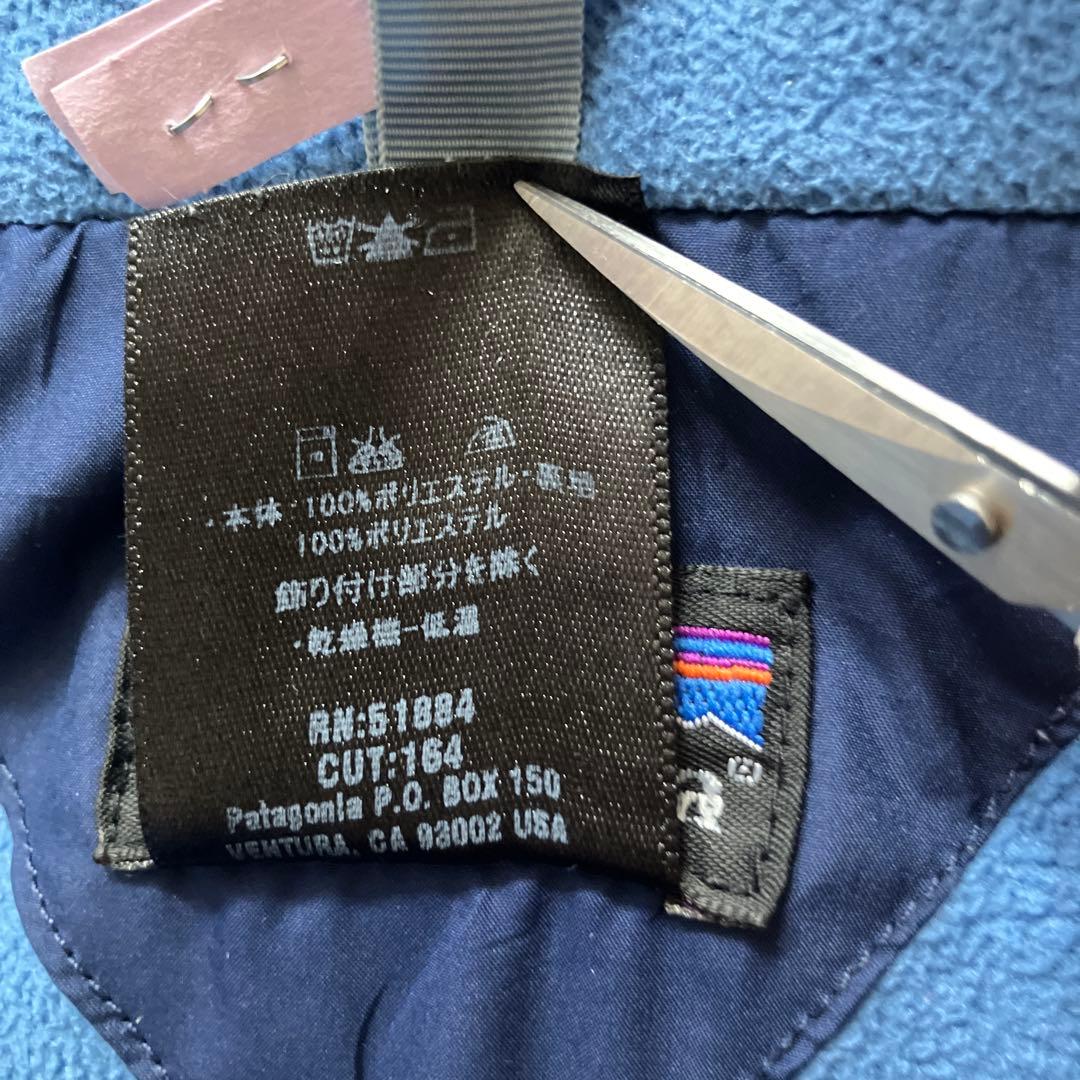 ・本体 100%ポリエステル・裏地
100%ポリエステル
飾り付け部分を除く
・乾燥機－低温
RN:51884
CUT:164
Patagonia P.O. BOX 150
VENTURA, CA 93002 USA